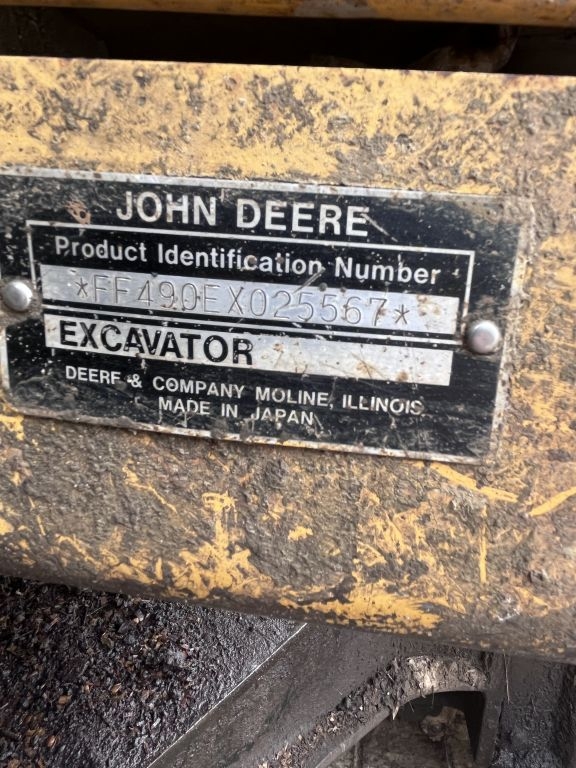 JOHN DEERE
Product Identification Number
*FF490EX025567*
EXCAVATOR
DEERE & COMPANY MOLINE, ILLINOIS
MADE IN JAPAN